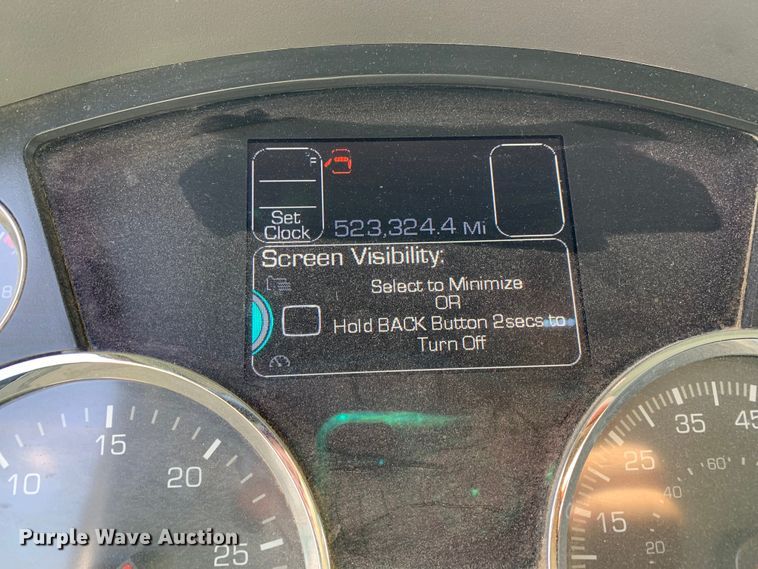 °F
Set
Clock
523,324.4 Mi
Screen Visibility:
Select to Minimize
OR
Hold BACK Button 2secs to
Turn Off
8
10
15
20
25
15
25
35
45
20
40
60
Purple Wave Auction